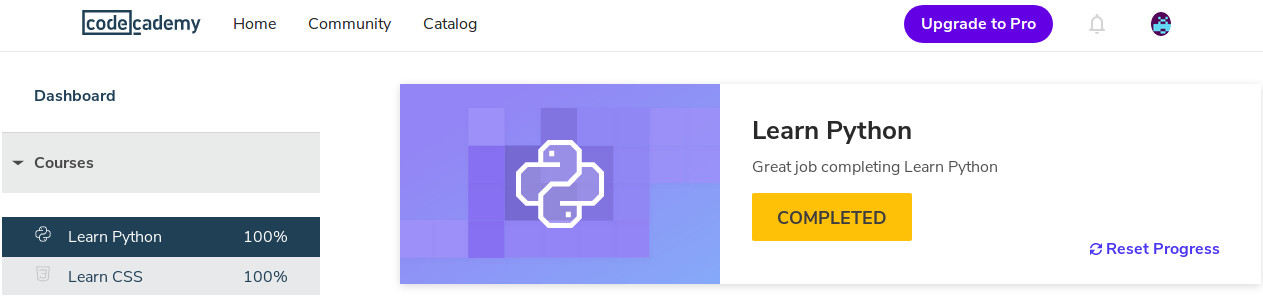 codecademy
Home
Community
Catalog
Upgrade to Pro
Dashboard
Courses
Learn Python 100%
Learn CSS 100%
Learn Python
Great job completing Learn Python
COMPLETED
Reset Progress